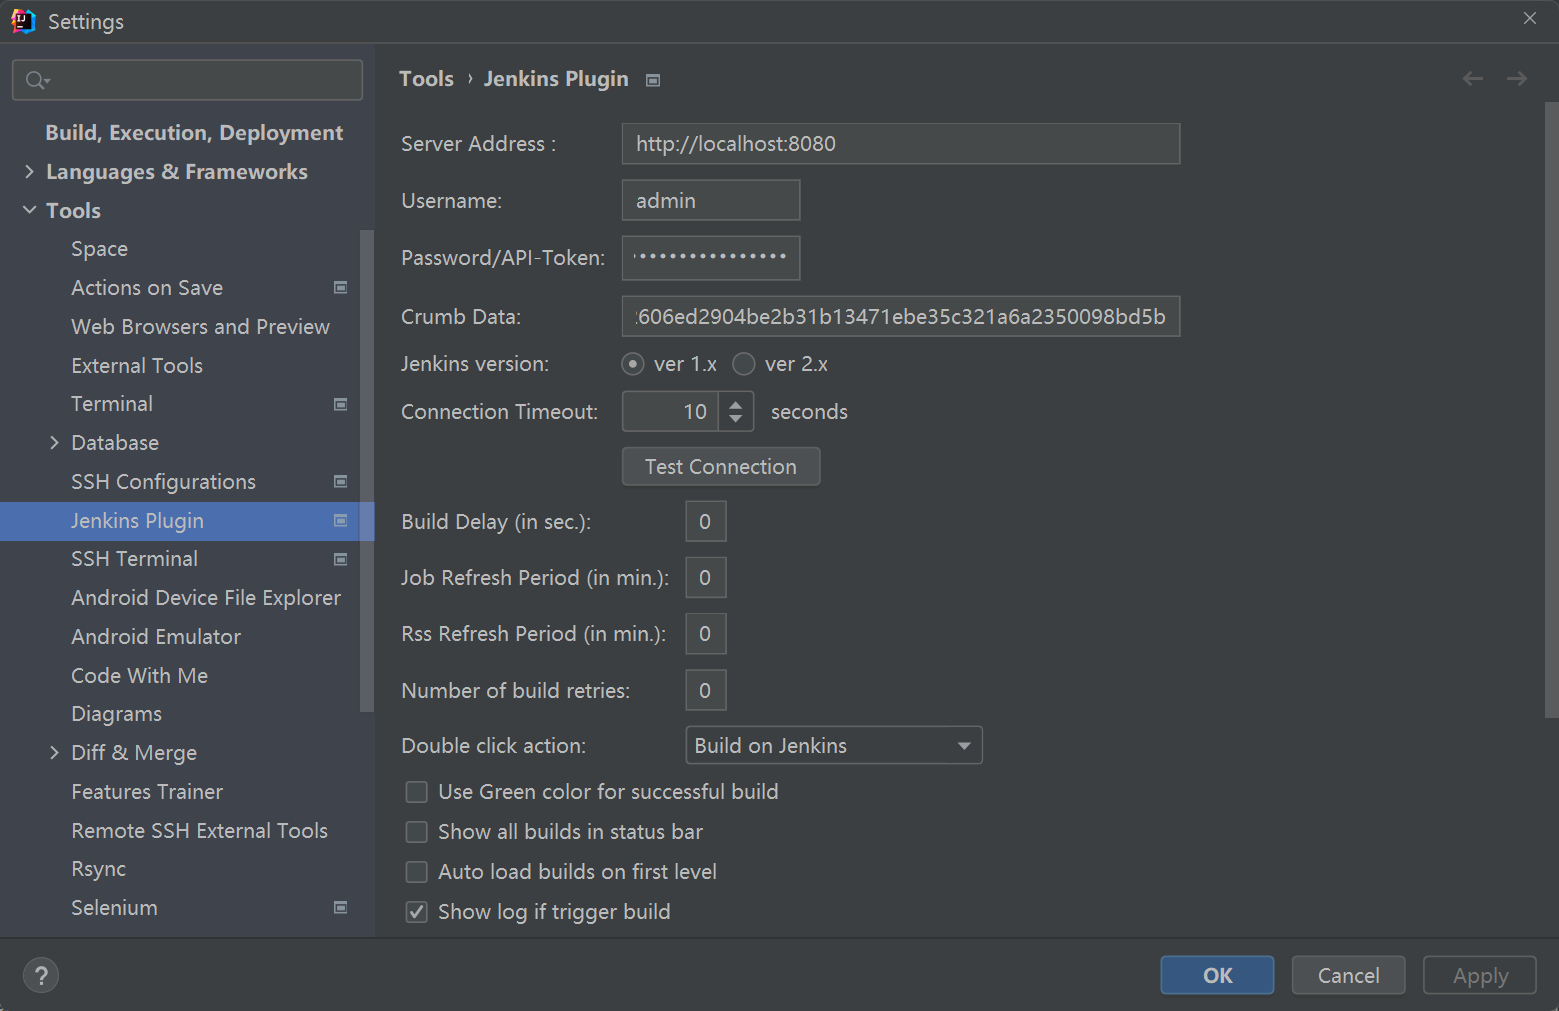 Settings
Build, Execution, Deployment
Languages & Frameworks
Tools
Space
Actions on Save
Web Browsers and Preview
External Tools
Terminal
Database
SSH Configurations
Jenkins Plugin
SSH Terminal
Android Device File Explorer
Android Emulator
Code With Me
Diagrams
Diff & Merge
Features Trainer
Remote SSH External Tools
Rsync
Selenium
Tools › Jenkins Plugin
Server Address : http://localhost:8080
Username: admin
Password/API-Token: •••••••••••••••
Crumb Data: 606ed2904be2b31b13471ebe35c321a6a2350098bd5b
Jenkins version: ver 1.x ver 2.x
Connection Timeout: 10 seconds
Test Connection
Build Delay (in sec.): 0
Job Refresh Period (in min.): 0
Rss Refresh Period (in min.): 0
Number of build retries: 0
Double click action: Build on Jenkins
Use Green color for successful build
Show all builds in status bar
Auto load builds on first level
Show log if trigger build
? OK Cancel Apply